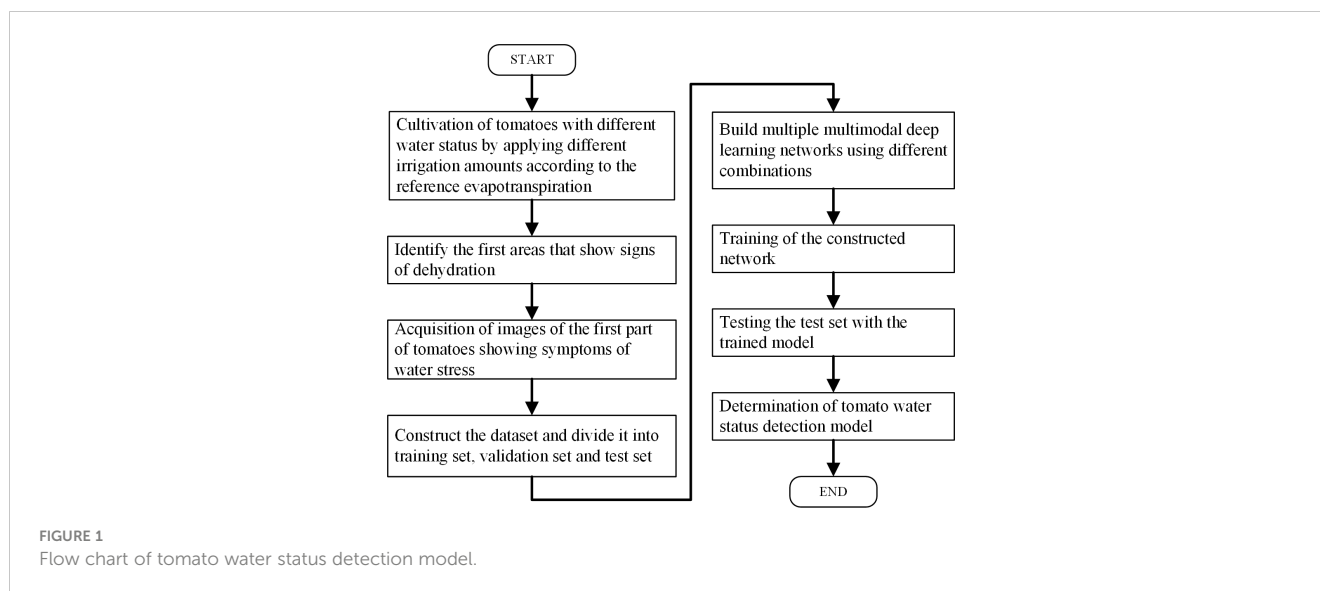 START
Cultivation of tomatoes with different
water status by applying different
irrigation amounts according to the
reference evapotranspiration
Identify the first areas that show signs
of dehydration
Acquisition of images of the first part
of tomatoes showing symptoms of
water stress
Construct the dataset and divide it into
training set, validation set and test set
Build multiple multimodal deep
learning networks using different
combinations
Training of the constructed
network
Testing the test set with the
trained model
Determination of tomato water
status detection model
END
FIGURE 1
Flow chart of tomato water status detection model.